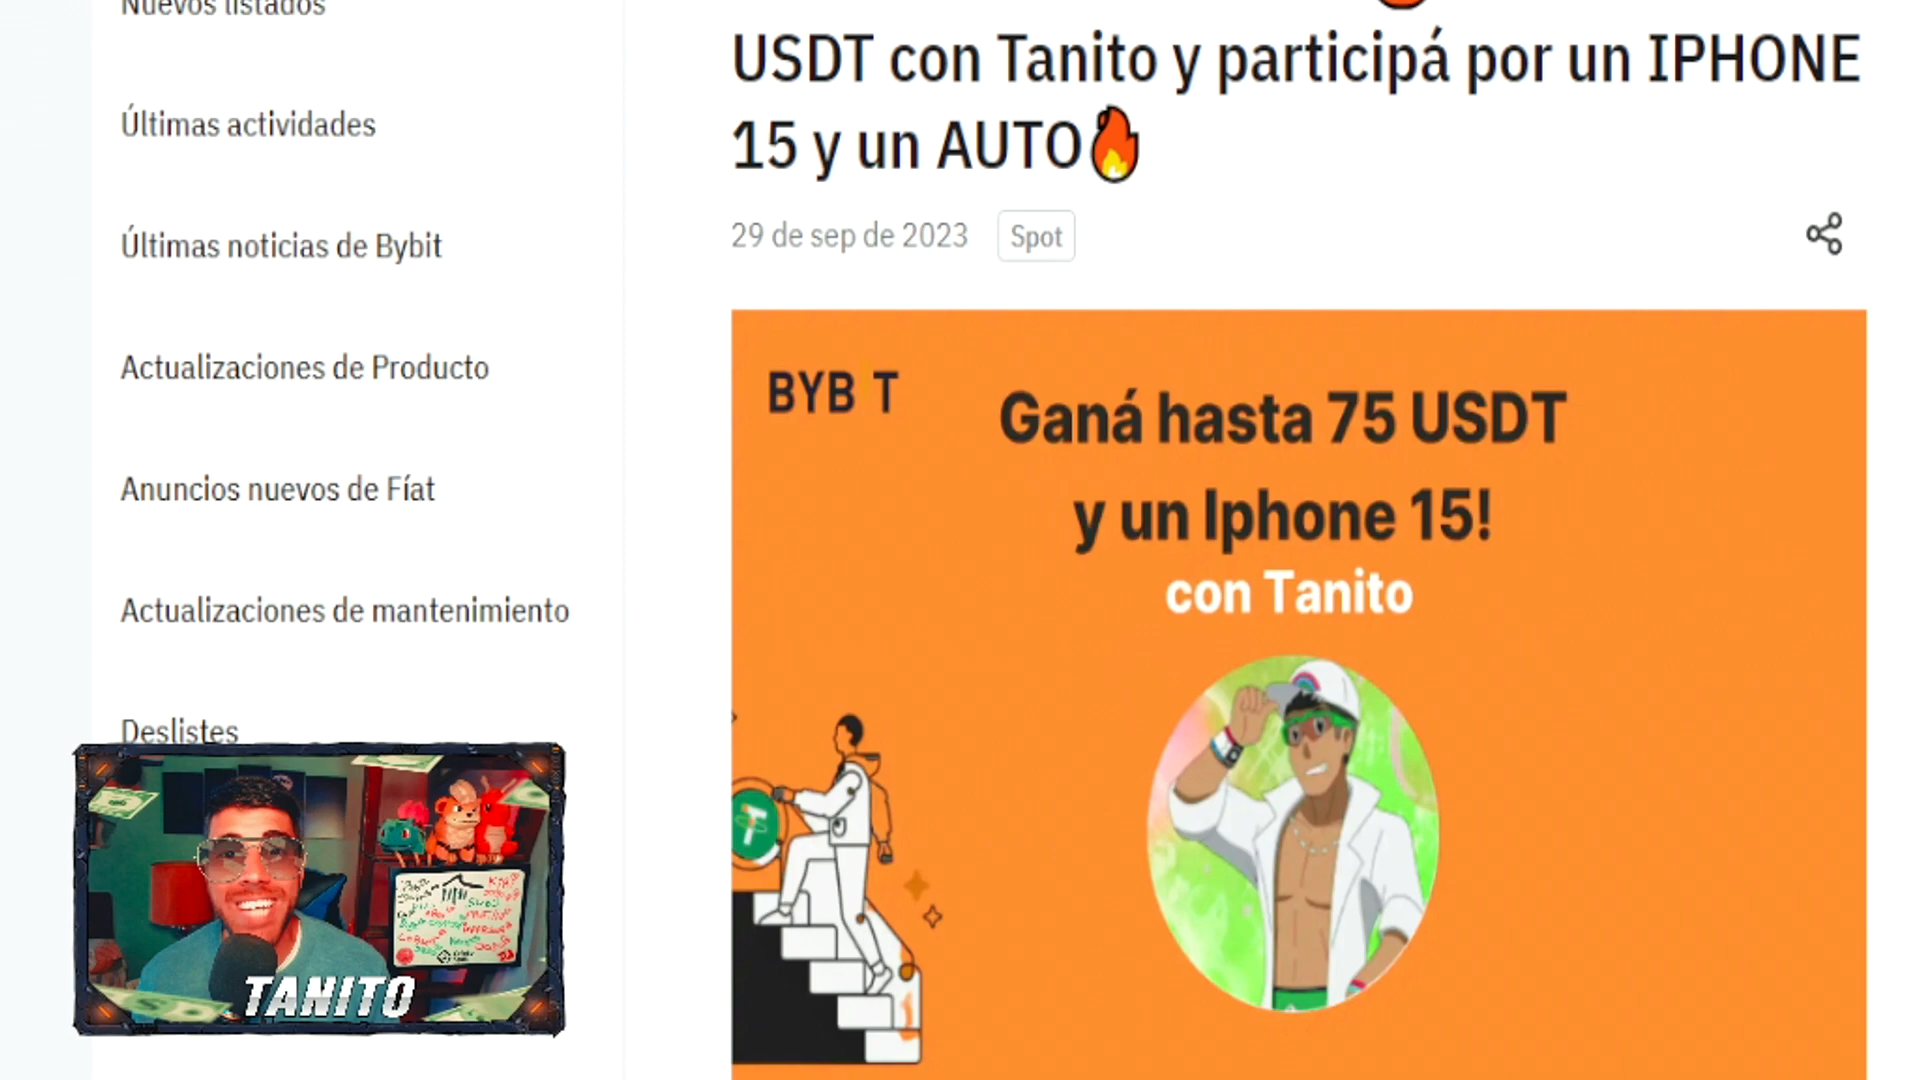 Nuevos listados
Últimas actividades
Últimas noticias de Bybit
Actualizaciones de Producto
Anuncios nuevos de Fíat
Actualizaciones de mantenimiento
Deslistes
USDT con Tanito y participá por un IPHONE
15 y un AUTO🔥
29 de sep de 2023 Spot
BYB T
Ganá hasta 75 USDT
y un Iphone 15!
con Tanito
TANITO